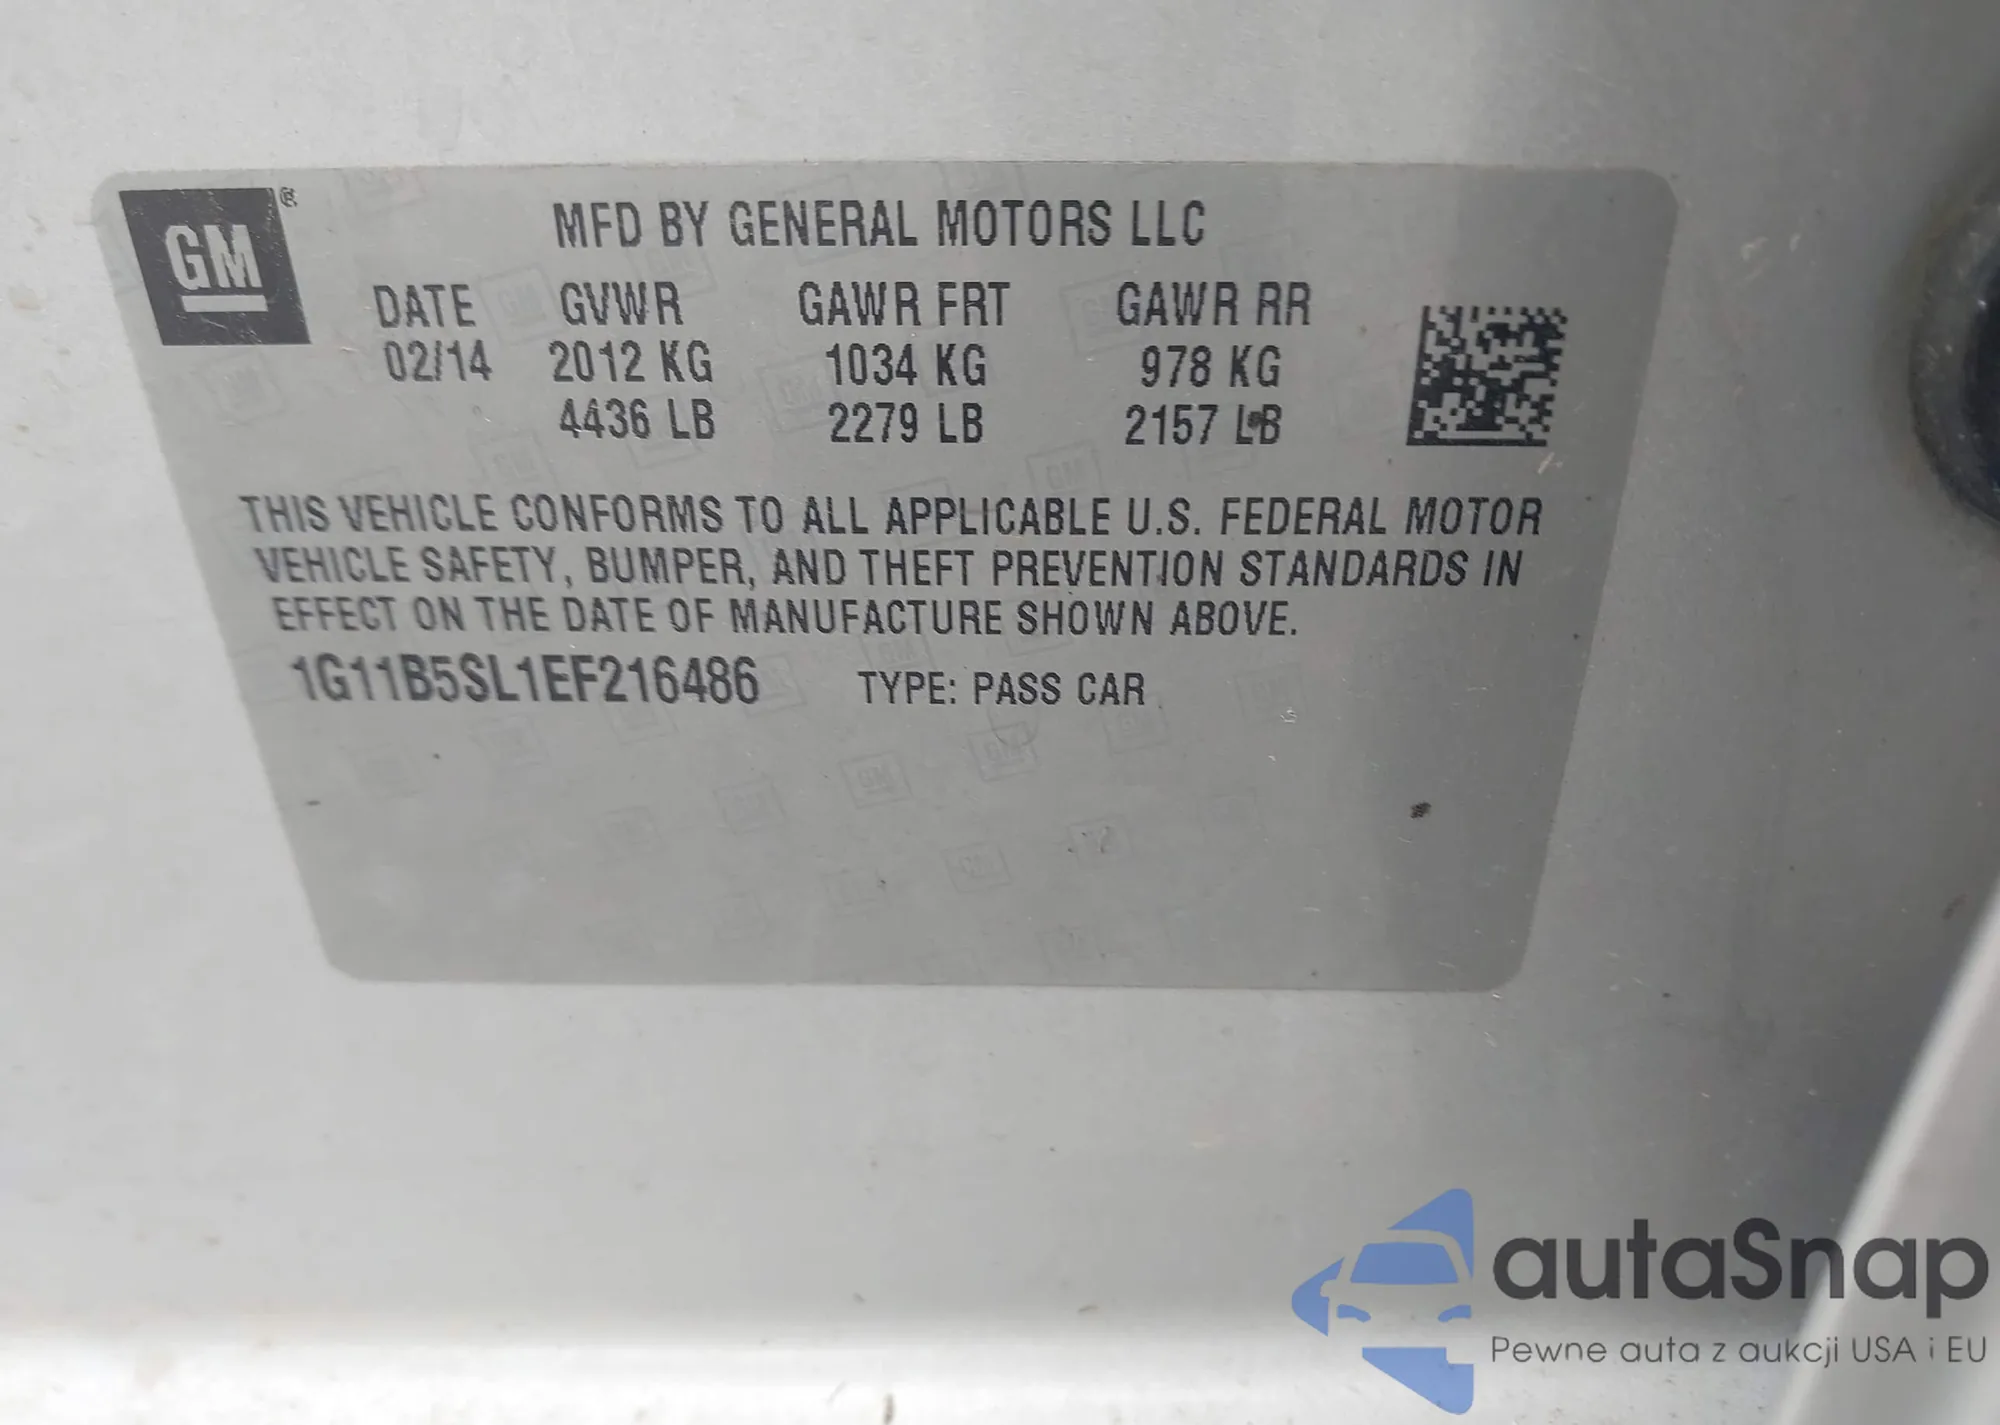 GM ®
MFD BY GENERAL MOTORS LLC
DATE GVWR GAWR FRT GAWR RR
02/14 2012 KG 1034 KG 978 KG
4436 LB 2279 LB 2157 LB
THIS VEHICLE CONFORMS TO ALL APPLICABLE U.S. FEDERAL MOTOR
VEHICLE SAFETY, BUMPER, AND THEFT PREVENTION STANDARDS IN
EFFECT ON THE DATE OF MANUFACTURE SHOWN ABOVE.
1G11B5SL1EF216486 TYPE: PASS CAR
autaSnap
Pewne auta z aukcji USA i EU